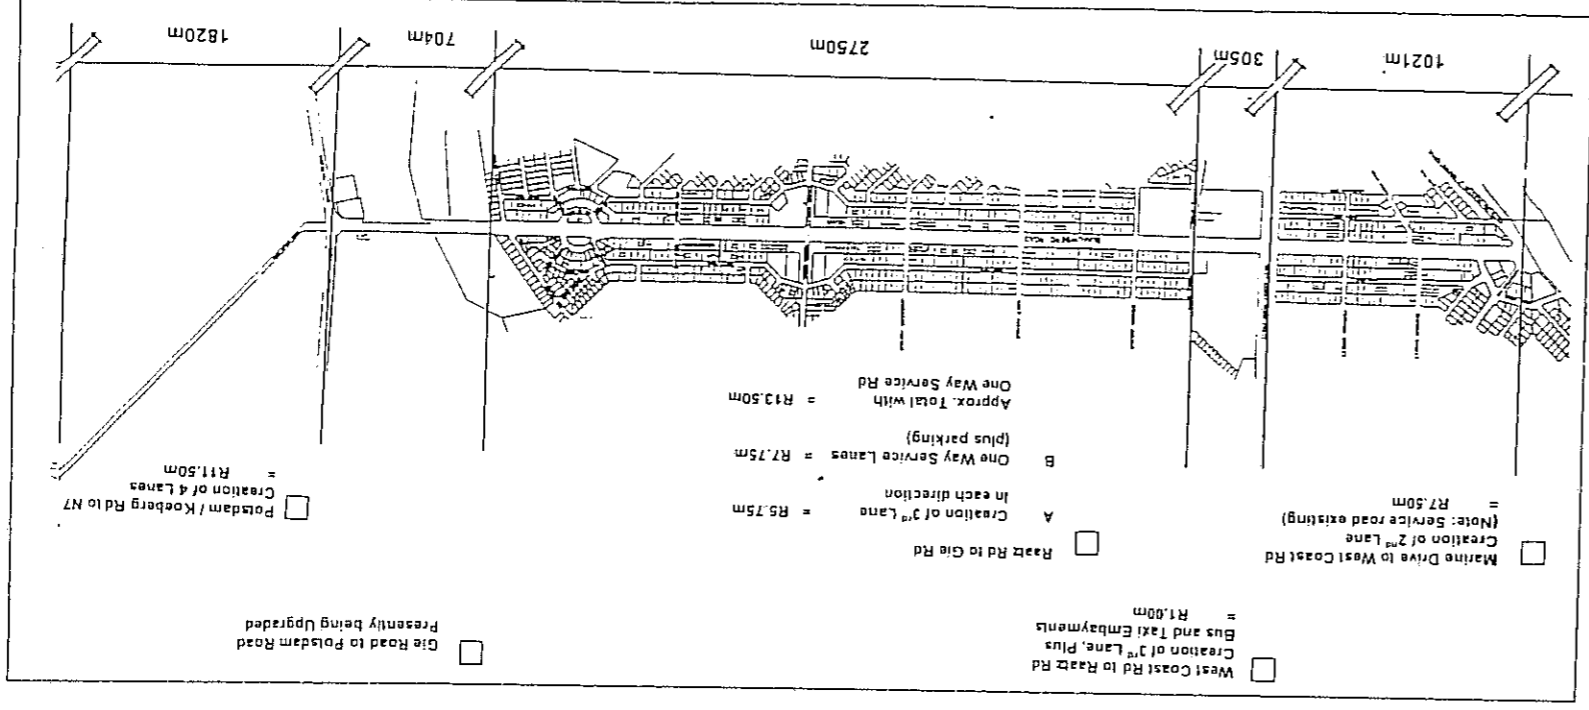 West Coast Rd to Raatz Rd
Creation of 3rd Lane, Plus
Bus and Taxi Embayments
= R1.00m
Gie Road to Potsdam Road
Presently being Upgraded
Marine Drive to West Coast Rd
Creation of 2nd Lane
(Note: Service road existing)
= R7.50m
Raatz Rd to Gie Rd
A Creation of 3rd Lane = R5.75m
in each direction
B One Way Service Lanes = R7.75m
(plus parking)
Approx. Total with = R13.50m
One Way Service Rd
Potsdam / Koeberg Rd to N7
Creation of 4 Lanes
= R11.50m
1021m
305m
2750m
704m
1820m